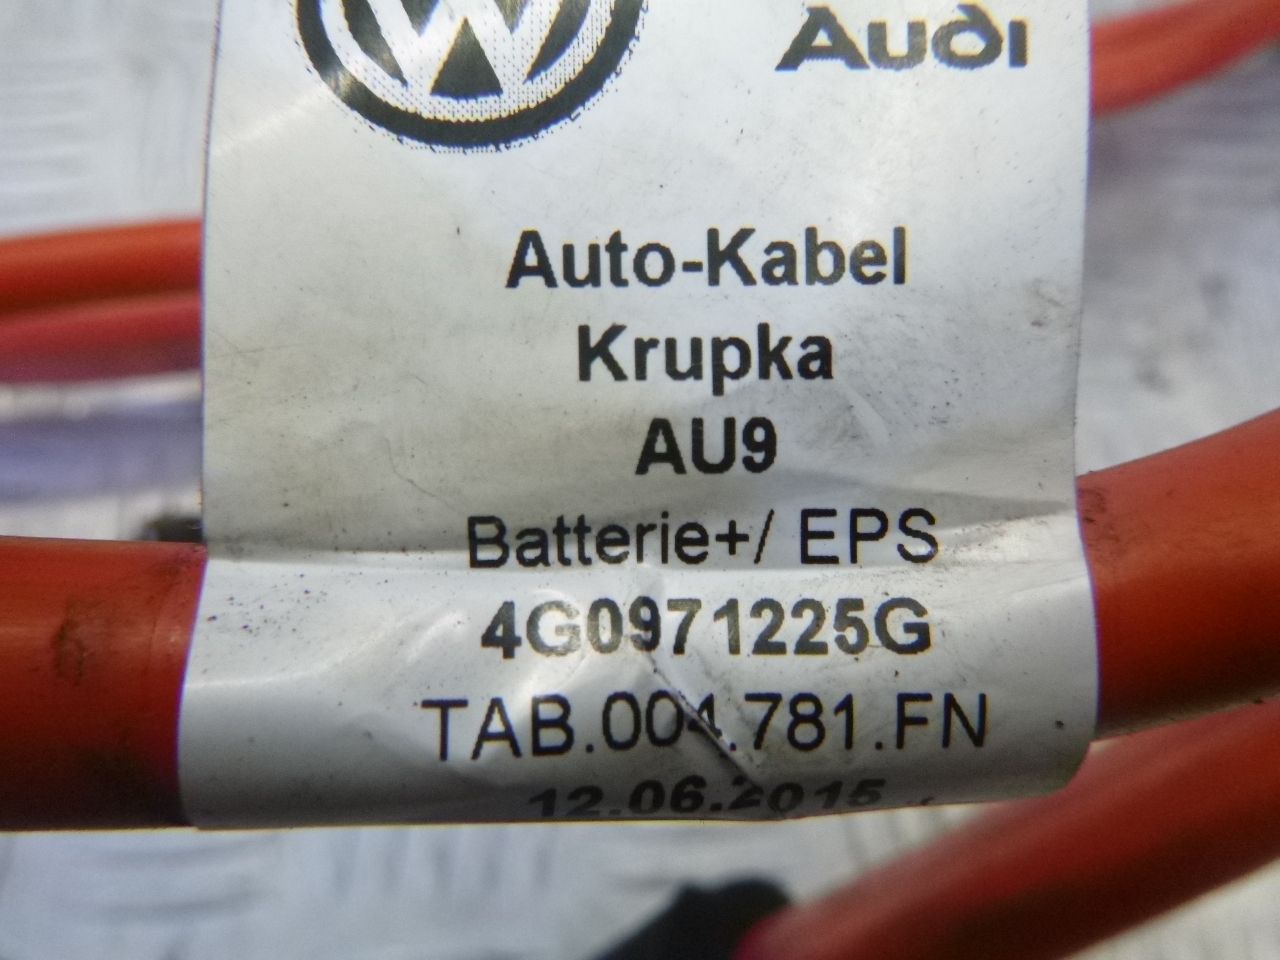 Audi
Auto-Kabel
Krupka
AU9
Batterie+/ EPS
4G0971225G
TAB.004.781.FN
12.06.2015